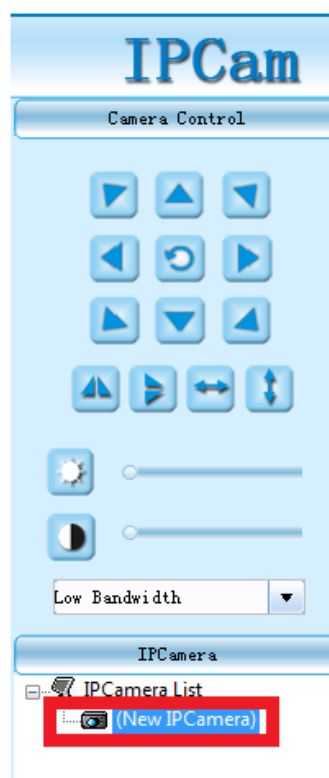 IPCam
Camera Control
Low Bandwidth
IPCamera
IPCamera List
(New IPCamera)